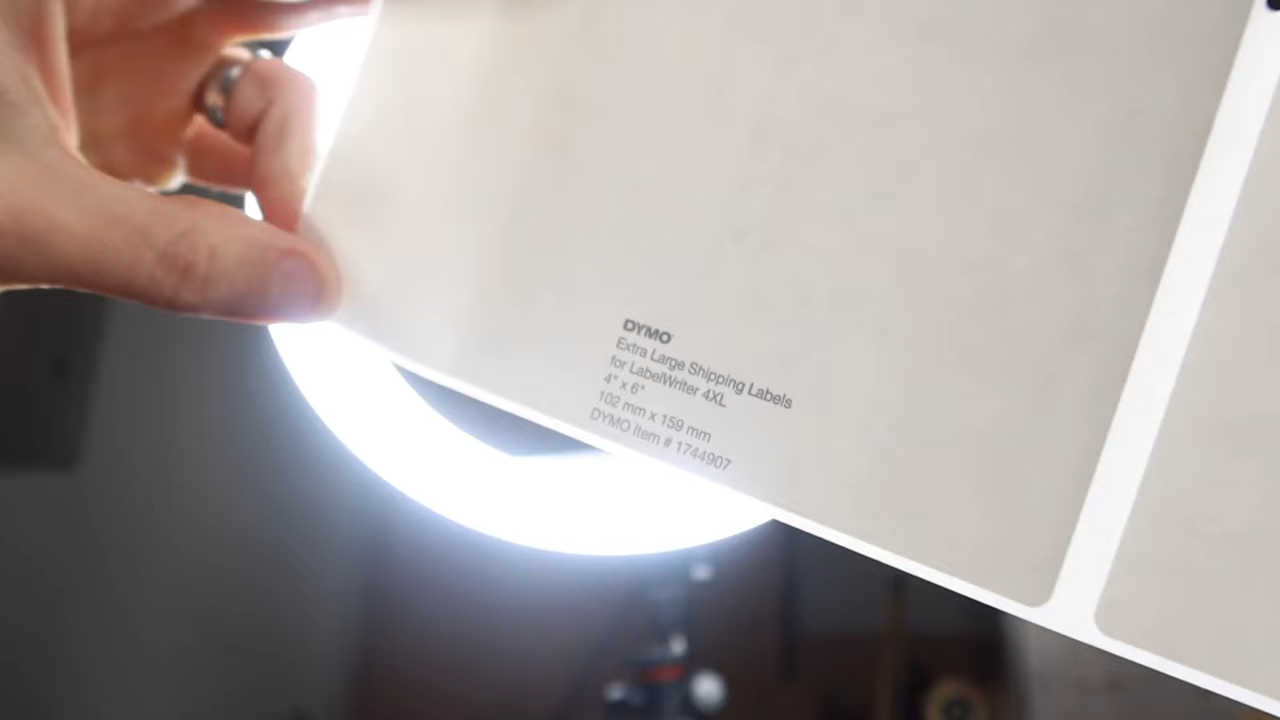 DYMO
Extra Large Shipping Labels
for LabelWriter 4XL
4" x 6"
102 mm x 159 mm
DYMO Item # 1744907